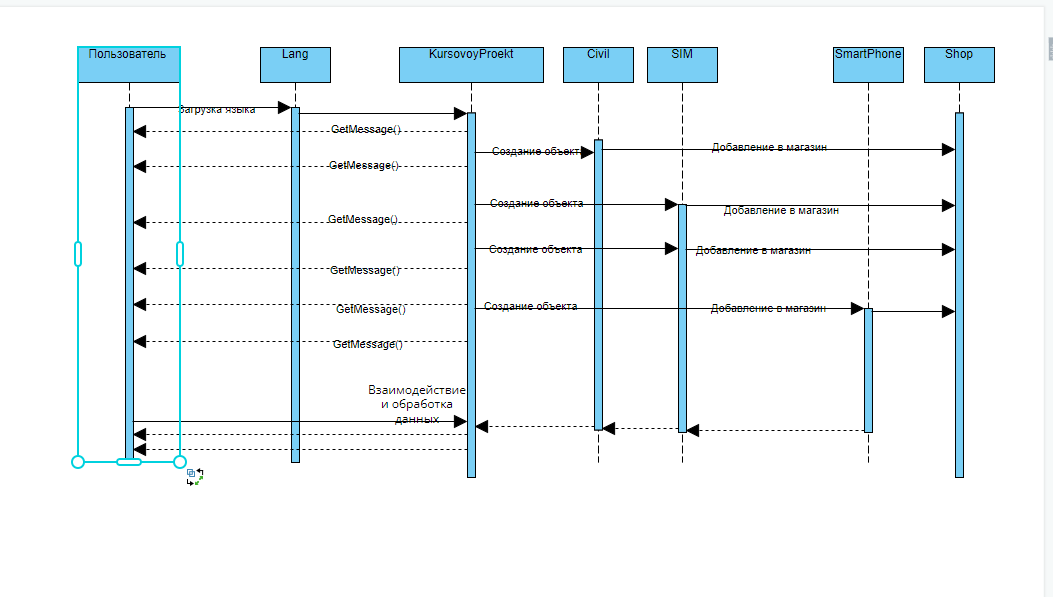 Пользователь
Lang
KursovoyProekt
Civil
SIM
SmartPhone
Shop
Загрузка языка
GetMessage()
Создание объекта
Добавление в магазин
GetMessage()
Создание объекта
Добавление в магазин
GetMessage()
Создание объекта
Добавление в магазин
GetMessage()
Создание объекта
Добавление в магазин
GetMessage()
GetMessage()
Взаимодействие
и обработка
данных